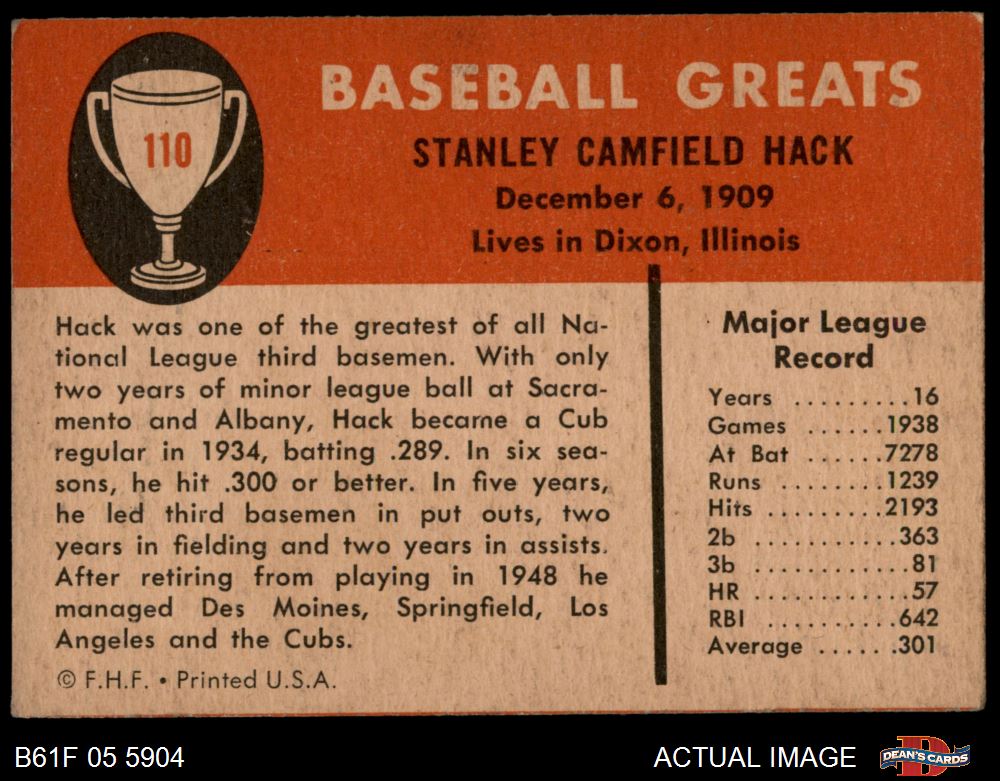 110
BASEBALL GREATS
STANLEY CAMFIELD HACK
December 6, 1909
Lives in Dixon, Illinois
Hack was one of the greatest of all Na-
tional League third basemen. With only
two years of minor league ball at Sacra-
mento and Albany, Hack became a Cub
regular in 1934, batting .289. In six sea-
sons, he hit .300 or better. In five years,
he led third basemen in put outs, two
years in fielding and two years in assists.
After retiring from playing in 1948 he
managed Des Moines, Springfield, Los
Angeles and the Cubs.
© F.H.F. • Printed U.S.A.
Major League
Record
Years .........16
Games ......1938
At Bat ......7278
Runs ........1239
Hits .........2193
2b ..........363
3b ...........81
HR ............57
RBI ..........642
Average ......301
B61F 05 5904
ACTUAL IMAGE
DEAN'S CARDS